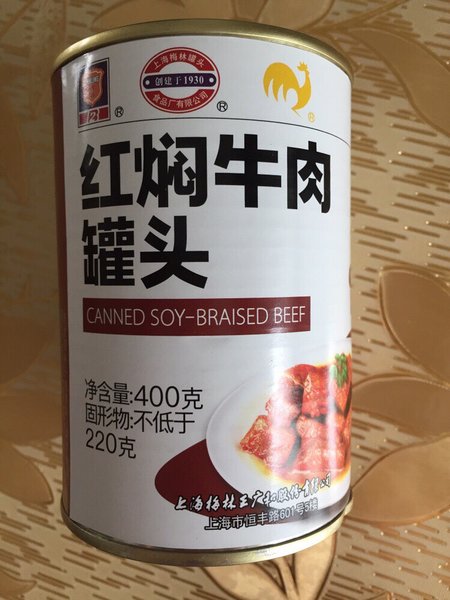 上海梅林罐头
创建于1930
食品厂有限公司
®
®
®
红焖牛肉
罐头
CANNED SOY-BRAISED BEEF
净含量:400克
固形物:不低于
220克
上海梅林正广和股份有限公司
上海市恒丰路601号5楼